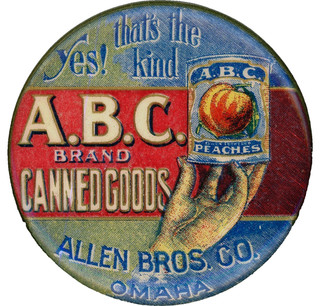 Yes! that's the kind
A.B.C.
BRAND
CANNED GOODS
A.B.C.
PEACHES
ALLEN BROS. CO.
OMAHA